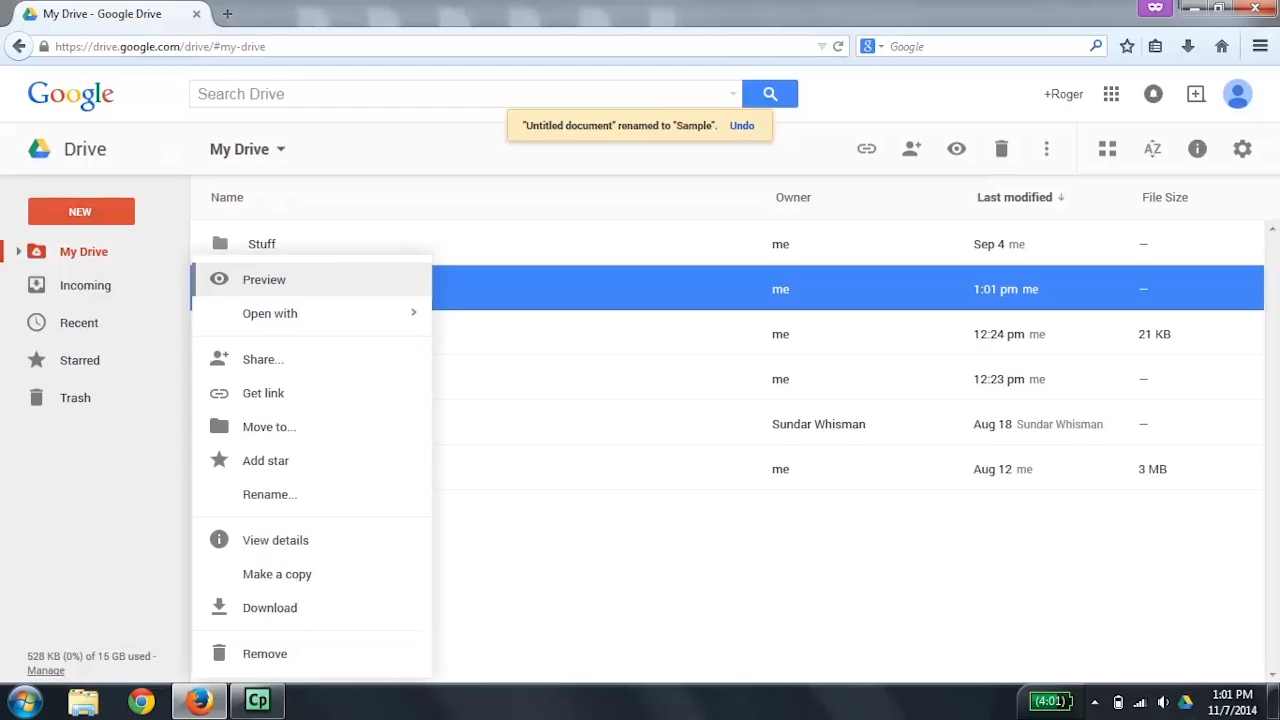 My Drive - Google Drive
https://drive.google.com/drive/#my-drive
Google
Google
Search Drive
+Roger
"Untitled document" renamed to "Sample". Undo
Drive
My Drive
AZ
NEW
Name Owner Last modified File Size
My Drive
Incoming
Recent
Starred
Trash
Stuff me Sep 4 me —
me 1:01 pm me —
me 12:24 pm me 21 KB
me 12:23 pm me —
Sundar Whisman Aug 18 Sundar Whisman —
me Aug 12 me 3 MB
Preview
Open with
Share...
Get link
Move to...
Add star
Rename...
View details
Make a copy
Download
Remove
528 KB (0%) of 15 GB used -
Manage
Cp
(4:01)
1:01 PM
11/7/2014